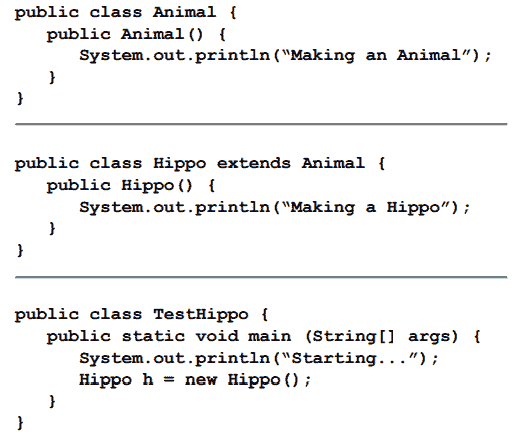 public class Animal {
public Animal() {
System.out.println(“Making an Animal”);
}
}
public class Hippo extends Animal {
public Hippo() {
System.out.println(“Making a Hippo”);
}
}
public class TestHippo {
public static void main (String[] args) {
System.out.println(“Starting...”);
Hippo h = new Hippo();
}
}